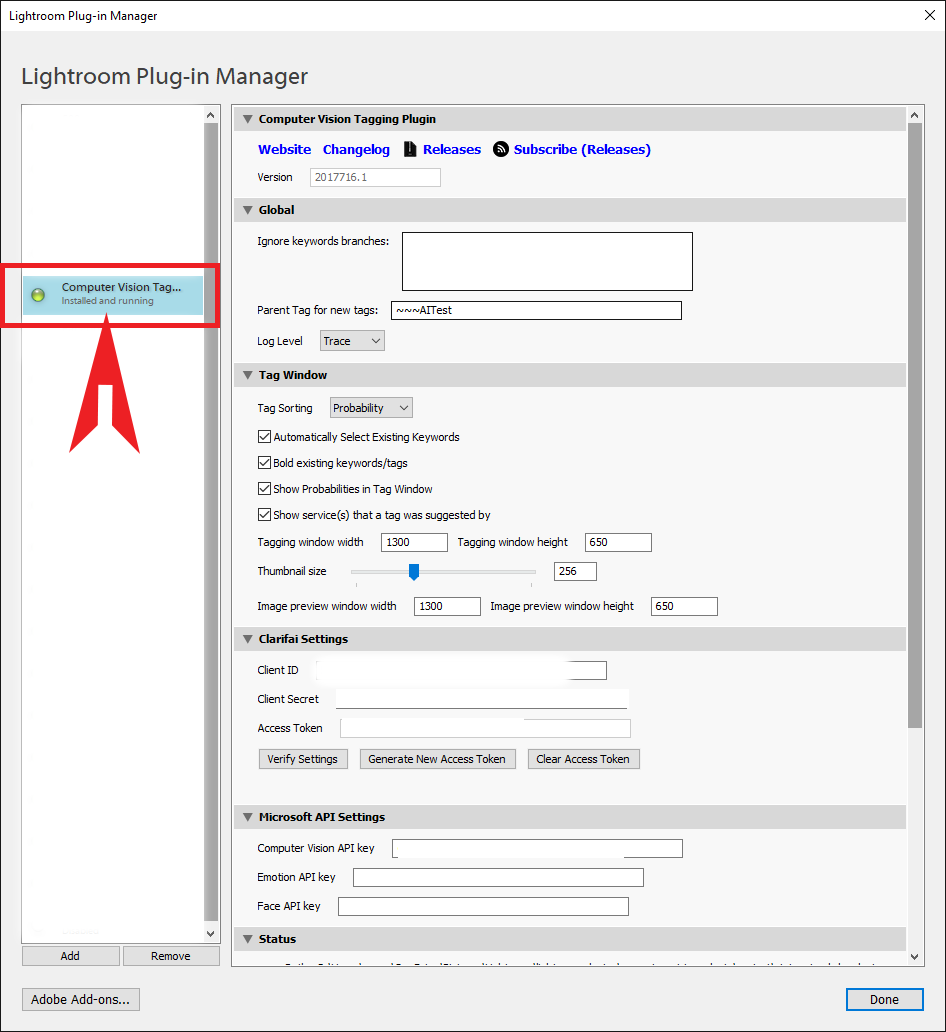 Lightroom Plug-in Manager
Lightroom Plug-in Manager
Computer Vision Tag...
Installed and running
Add Remove
Computer Vision Tagging Plugin
Website Changelog Releases Subscribe (Releases)
Version 2017716.1
Global
Ignore keywords branches:
Parent Tag for new tags: ~~~AITest
Log Level Trace
Tag Window
Tag Sorting Probability
Automatically Select Existing Keywords
Bold existing keywords/tags
Show Probabilities in Tag Window
Show service(s) that a tag was suggested by
Tagging window width 1300 Tagging window height 650
Thumbnail size 256
Image preview window width 1300 Image preview window height 650
Clarifai Settings
Client ID
Client Secret
Access Token
Verify Settings Generate New Access Token Clear Access Token
Microsoft API Settings
Computer Vision API key
Emotion API key
Face API key
Status
Adobe Add-ons... Done